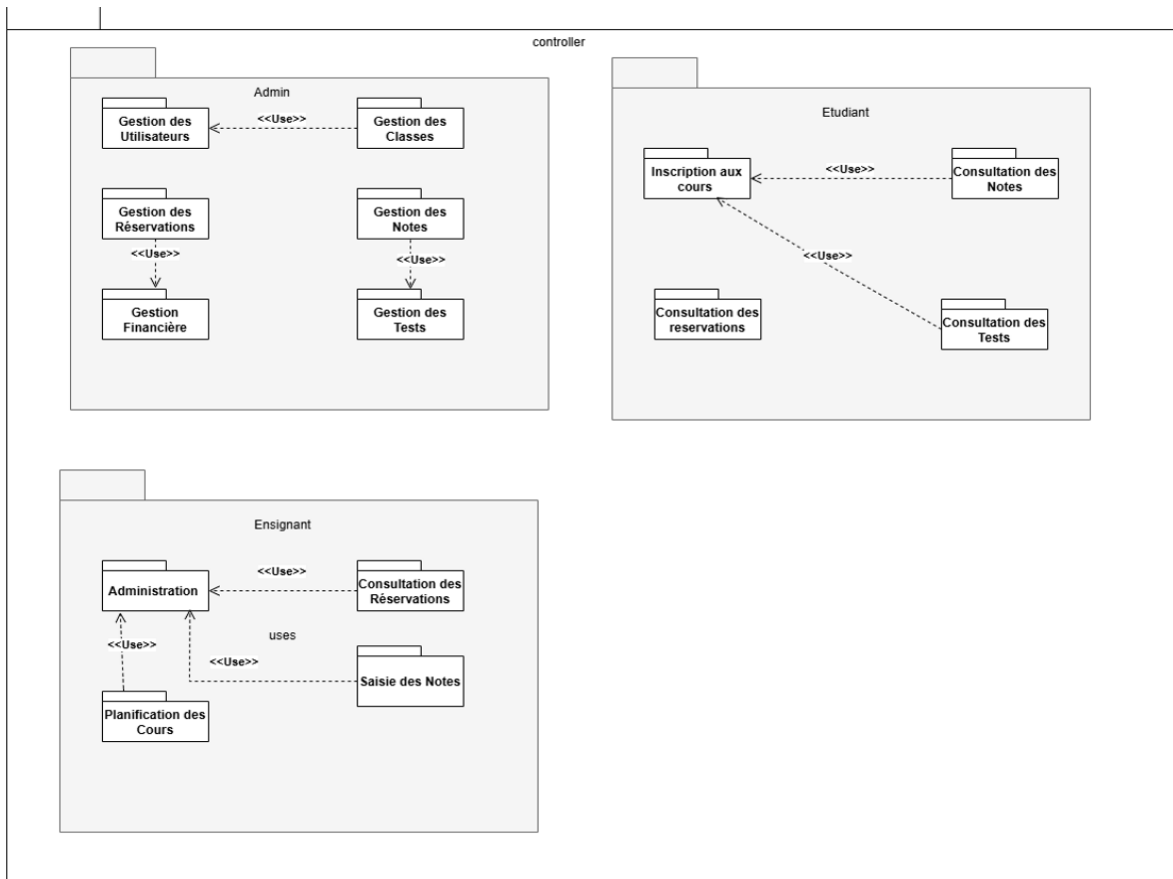 controller
Admin
Gestion des
Utilisateurs
<<Use>>
Gestion des
Classes
Gestion des
Réservations
Gestion des
Notes
<<Use>>
<<Use>>
Gestion
Financière
Gestion des
Tests
Etudiant
Inscription aux
cours
<<Use>>
Consultation des
Notes
<<Use>>
Consultation des
reservations
Consultation des
Tests
Ensignant
Administration
<<Use>>
Consultation des
Réservations
uses
<<Use>>
<<Use>>
Saisie des Notes
Planification des
Cours